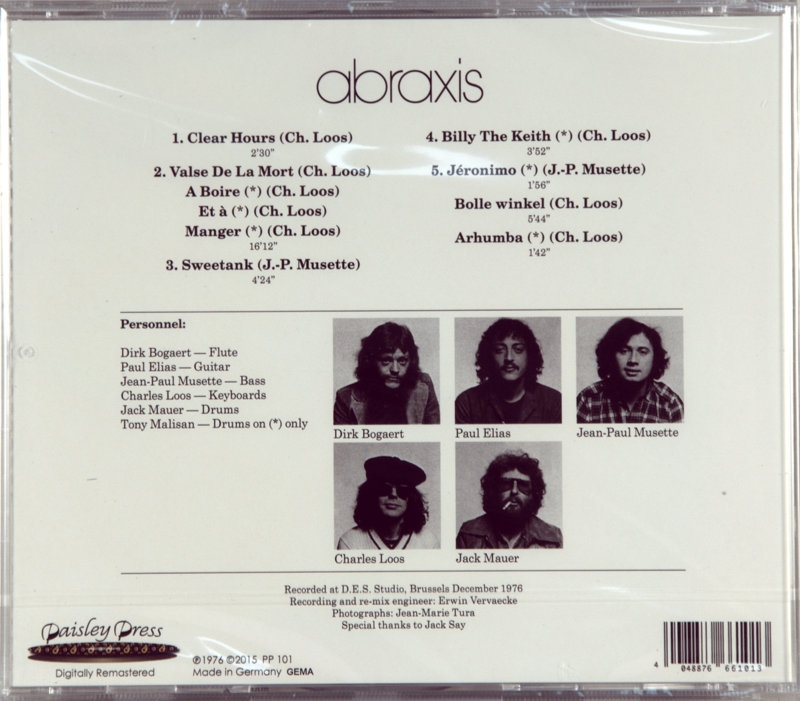 abraxis
1. Clear Hours (Ch. Loos)
2'30"
2. Valse De La Mort (Ch. Loos)
A Boire (*) (Ch. Loos)
Et à (*) (Ch. Loos)
Manger (*) (Ch. Loos)
16'12"
3. Sweetank (J.-P. Musette)
4'24"
4. Billy The Keith (*) (Ch. Loos)
3'52"
5. Jéronimo (*) (J.-P. Musette)
1'56"
Bolle winkel (Ch. Loos)
5'44"
Arhumba (*) (Ch. Loos)
1'42"
Personnel:
Dirk Bogaert — Flute
Paul Elias — Guitar
Jean-Paul Musette — Bass
Charles Loos — Keyboards
Jack Mauer — Drums
Tony Malisan — Drums on (*) only
Dirk Bogaert
Paul Elias
Jean-Paul Musette
Charles Loos
Jack Mauer
Recorded at D.E.S. Studio, Brussels December 1976
Recording and re-mix engineer: Erwin Vervaecke
Photographs: Jean-Marie Tura
Special thanks to Jack Say
Paisley Press
Digitally Remastered
℗1976 ©2015 PP 101
Made in Germany GEMA
4 048876 661013